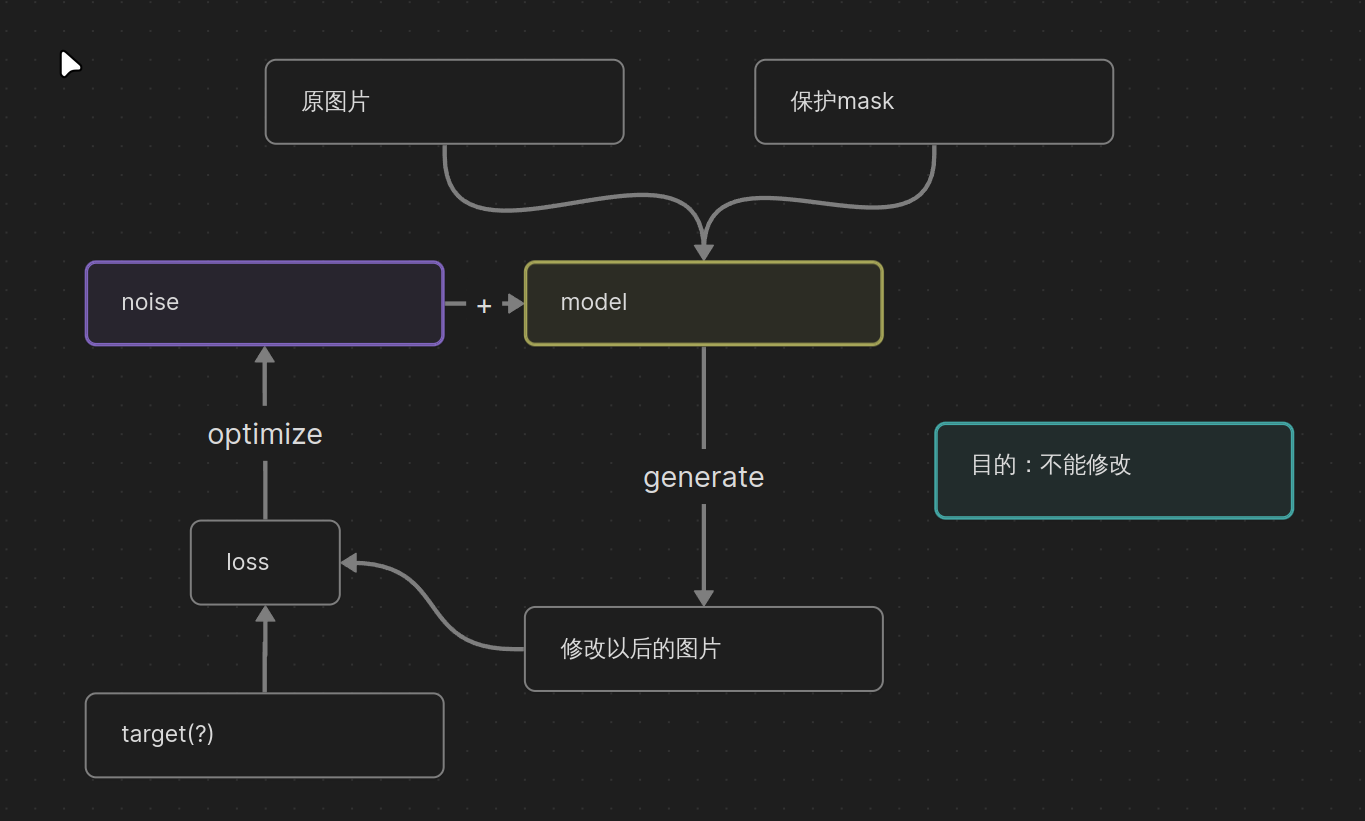 原图片
保护mask
noise
+
model
optimize
generate
目的：不能修改
loss
修改以后的图片
target(?)